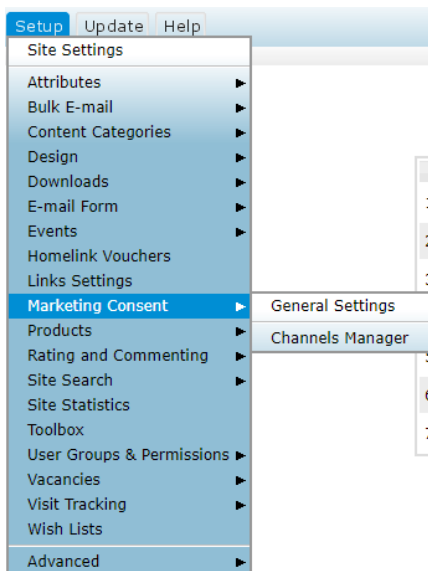 Setup Update Help
Site Settings
Attributes
Bulk E-mail
Content Categories
Design
Downloads
E-mail Form
Events
Homelink Vouchers
Links Settings
Marketing Consent
General Settings
Products
Channels Manager
Rating and Commenting
Site Search
Site Statistics
Toolbox
User Groups & Permissions
Vacancies
Visit Tracking
Wish Lists
Advanced